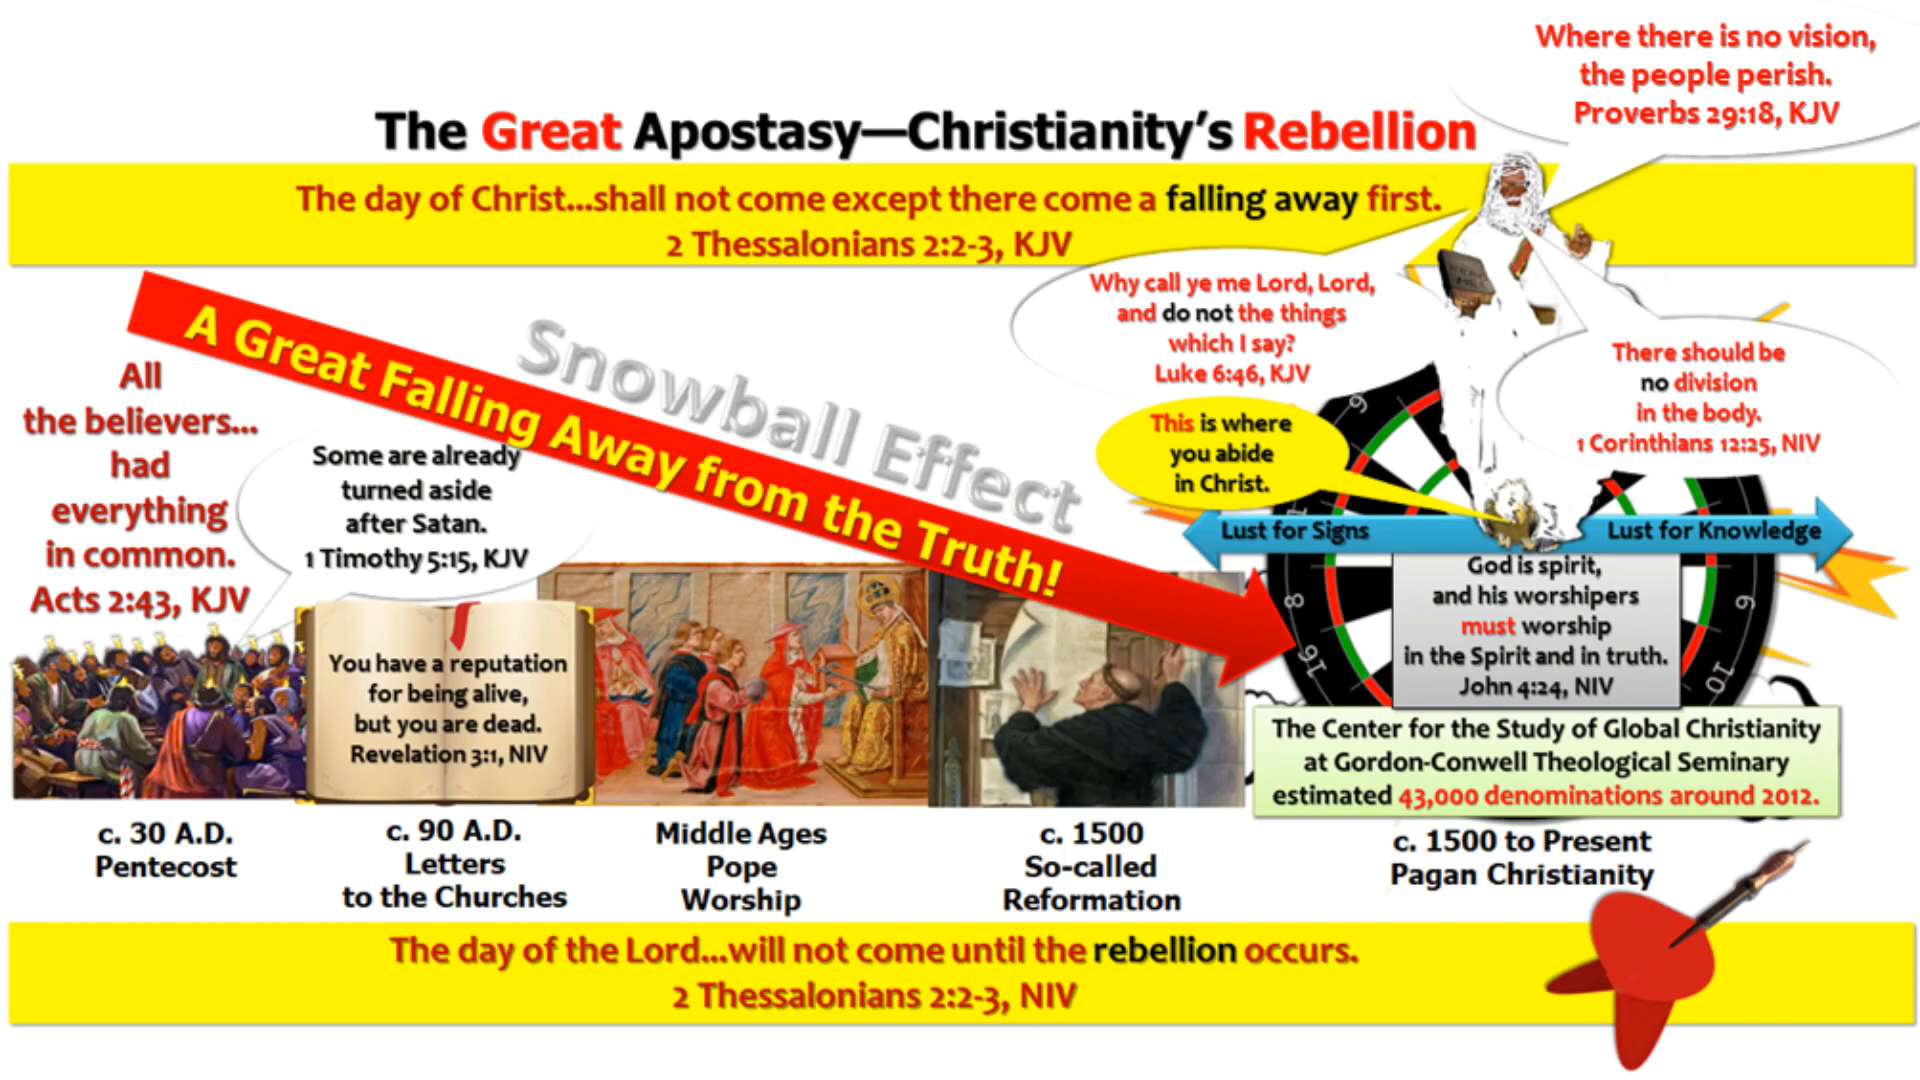 Where there is no vision,
the people perish.
Proverbs 29:18, KJV
The Great Apostasy—Christianity's Rebellion
The day of Christ...shall not come except there come a falling away first.
2 Thessalonians 2:2-3, KJV
A Great Falling Away from the Truth!
Snowball Effect
Why call ye me Lord, Lord,
and do not the things
which I say?
Luke 6:46, KJV
There should be
no division
in the body.
1 Corinthians 12:25, NIV
This is where
you abide
in Christ.
All
the believers...
had
everything
in common.
Acts 2:43, KJV
Some are already
turned aside
after Satan.
1 Timothy 5:15, KJV
Lust for Signs
Lust for Knowledge
God is spirit,
and his worshipers
must worship
in the Spirit and in truth.
John 4:24, NIV
You have a reputation
for being alive,
but you are dead.
Revelation 3:1, NIV
8
16
6
10
The Center for the Study of Global Christianity
at Gordon-Conwell Theological Seminary
estimated 43,000 denominations around 2012.
c. 30 A.D.
Pentecost
c. 90 A.D.
Letters
to the Churches
Middle Ages
Pope
Worship
c. 1500
So-called
Reformation
c. 1500 to Present
Pagan Christianity
The day of the Lord...will not come until the rebellion occurs.
2 Thessalonians 2:2-3, NIV